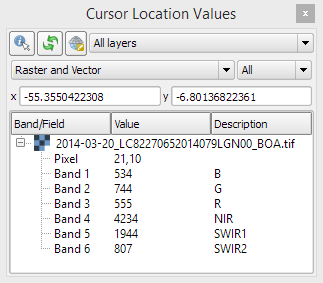 Cursor Location Values
x
All layers
Raster and Vector All
x -55.3550422308 y -6.80136822361
Band/Field Value Description
2014-03-20_LC82270652014079LGN00_BOA.tif
Pixel 21,10
Band 1 534 B
Band 2 744 G
Band 3 555 R
Band 4 4234 NIR
Band 5 1944 SWIR1
Band 6 807 SWIR2